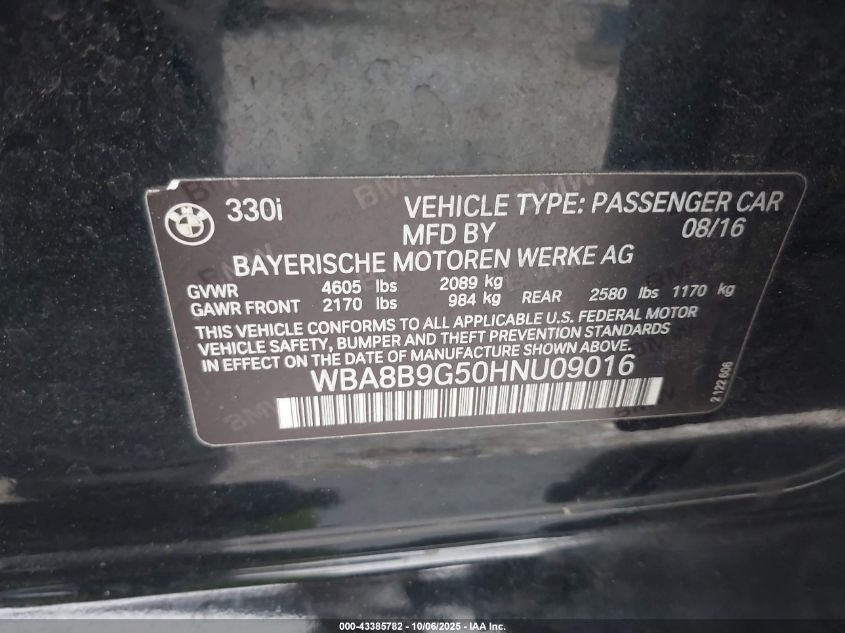 330i VEHICLE TYPE: PASSENGER CAR
MFD BY 08/16
BAYERISCHE MOTOREN WERKE AG
GVWR 4605 lbs 2089 kg
GAWR FRONT 2170 lbs 984 kg REAR 2580 lbs 1170 kg
THIS VEHICLE CONFORMS TO ALL APPLICABLE U.S. FEDERAL MOTOR
VEHICLE SAFETY, BUMPER AND THEFT PREVENTION STANDARDS
IN EFFECT ON THE DATE OF MANUFACTURE SHOWN ABOVE.
WBA8B9G50HNU09016
2 122 606
000-43385782 - 10/06/2025 - IAA Inc.